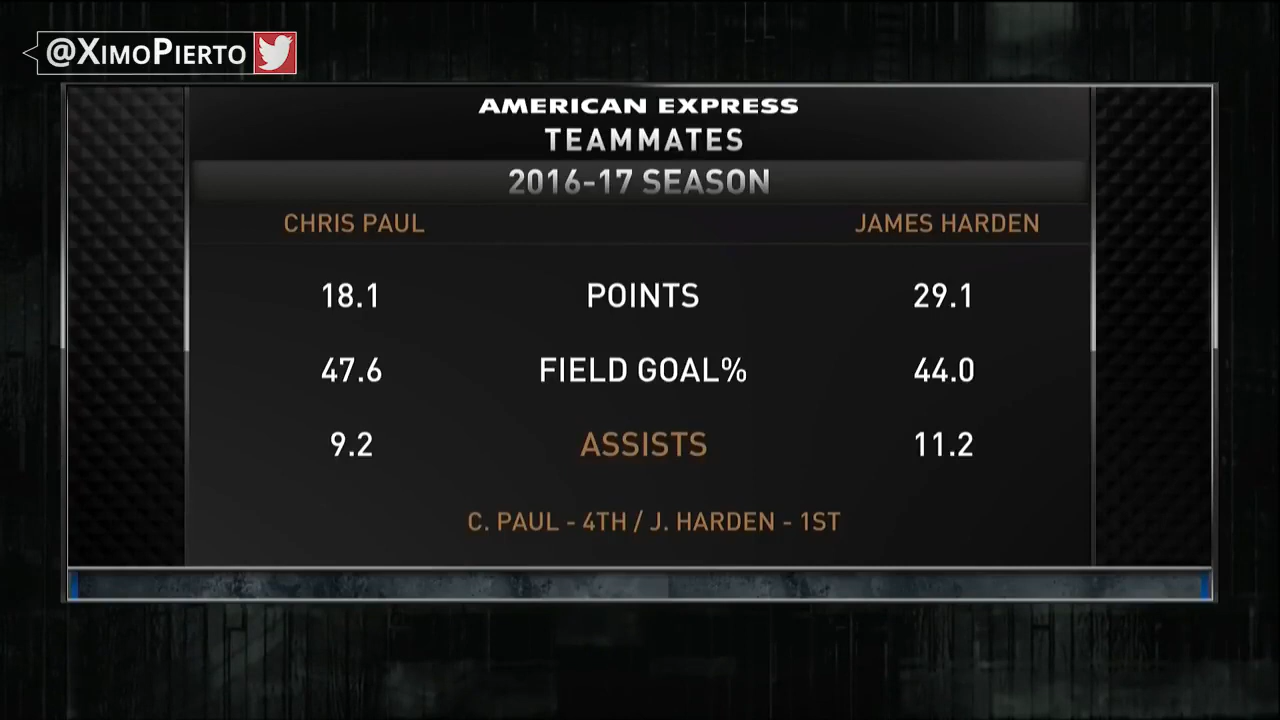 @XIMOPIERTO
AMERICAN EXPRESS
TEAMMATES
2016-17 SEASON
CHRIS PAUL JAMES HARDEN
18.1 POINTS 29.1
47.6 FIELD GOAL% 44.0
9.2 ASSISTS 11.2
C. PAUL - 4TH / J. HARDEN - 1ST